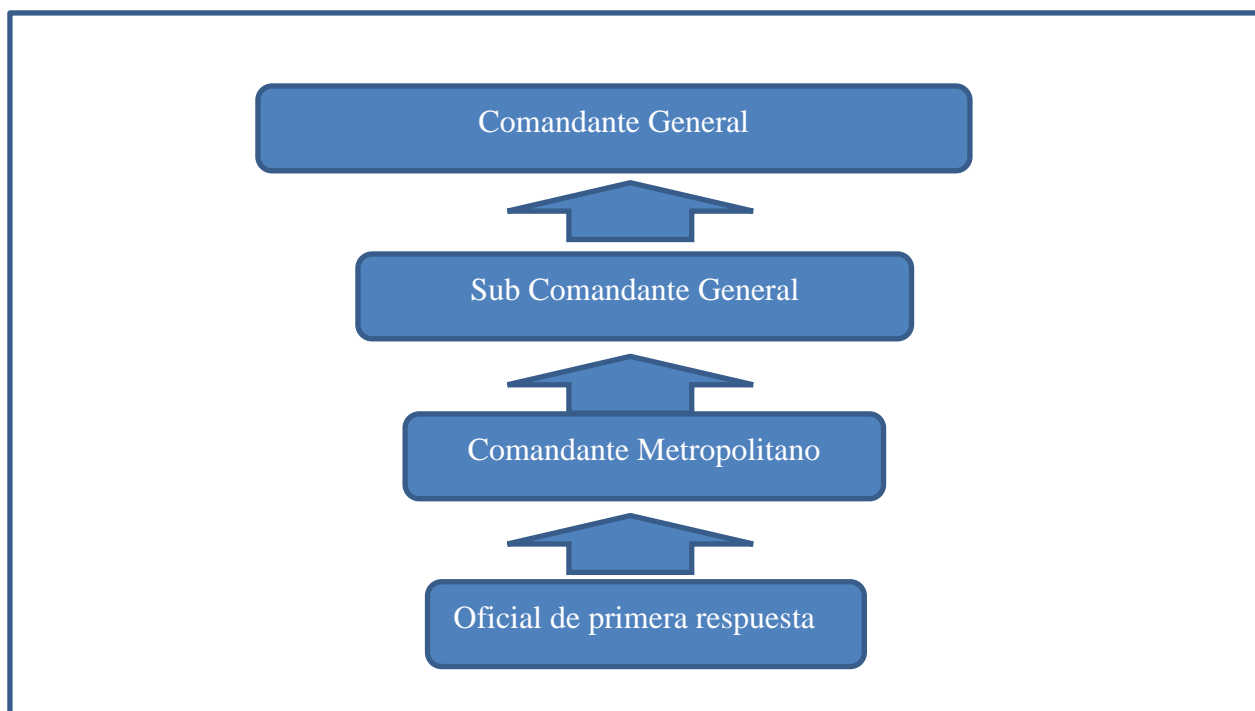 Comandante General
Sub Comandante General
Comandante Metropolitano
Oficial de primera respuesta